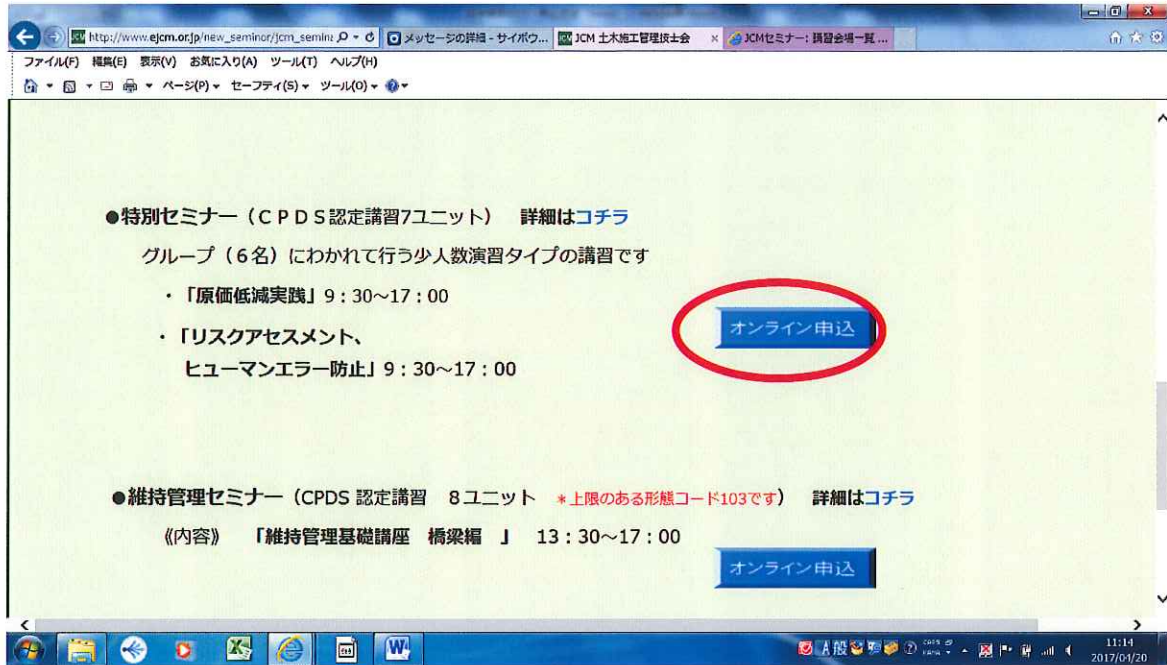 http://www.ejcm.or.jp/new_seminor/jcm_semina
メッセージの詳細 - サイボウ...
JCM 土木施工管理技士会
JCMセミナー: 講習会場一覧 ...
ファイル(F) 編集(E) 表示(V) お気に入り(A) ツール(T) ヘルプ(H)
ページ(P) セーフティ(S) ツール(O)
●特別セミナー（ＣＰＤＳ認定講習7ユニット） 詳細はコチラ
グループ（６名）にわかれて行う少人数演習タイプの講習です
・「原価低減実践」9：30～17：00
・「リスクアセスメント、
オンライン申込
ヒューマンエラー防止」9：30～17：00
●維持管理セミナー（CPDS 認定講習 ８ユニット ＊上限のある形態コード103です） 詳細はコチラ
《内容》 「維持管理基礎講座 橋梁編 」 13：30～17：00
オンライン申込
A 般
CAPS
KANA
11:14
2017/04/20